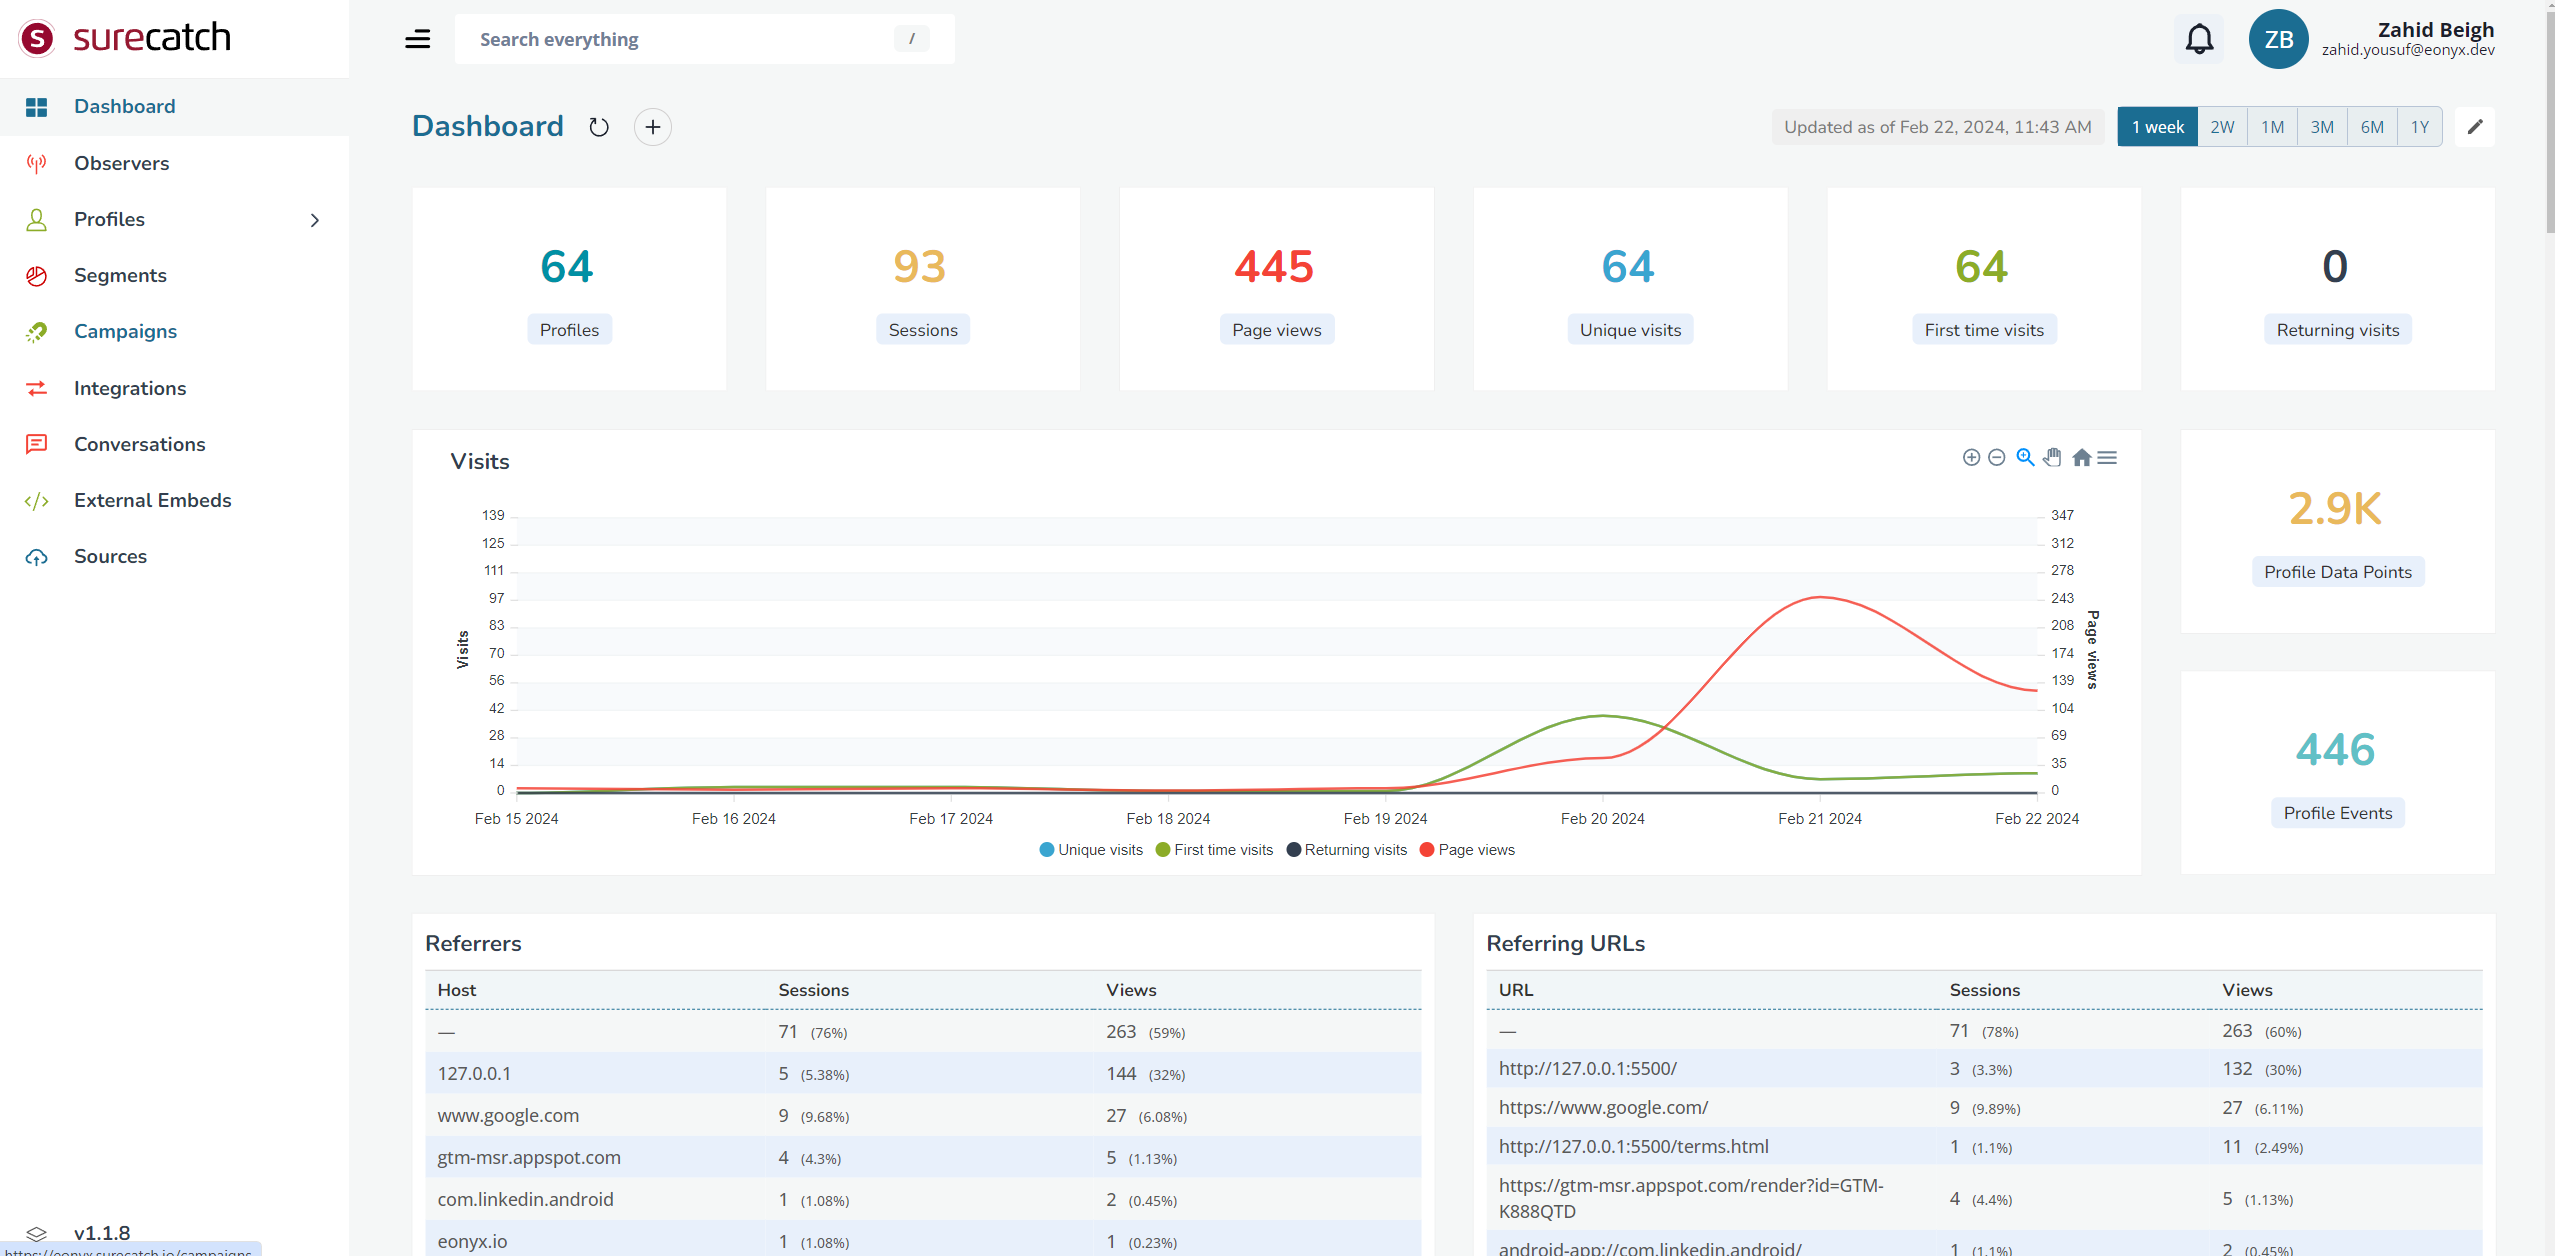 surecatch
Search everything
/
ZB
Zahid Beigh
zahid.yousuf@eonyx.dev
Dashboard
Observers
Profiles
Segments
Campaigns
Integrations
Conversations
External Embeds
Sources
v1.1.8
https://eonyx.surecatch.io/campaigns
Dashboard
Updated as of Feb 22, 2024, 11:43 AM
1 week 2W 1M 3M 6M 1Y
64 93 445 64 64 0
Profiles Sessions Page views Unique visits First time visits Returning visits
Visits
139 347
125 312
111 278
97 243
83 208
70 174
56 139
42 104
28 69
14 35
0 0
Visits
Page views
Feb 15 2024 Feb 16 2024 Feb 17 2024 Feb 18 2024 Feb 19 2024 Feb 20 2024 Feb 21 2024 Feb 22 2024
Unique visits First time visits Returning visits Page views
2.9K
Profile Data Points
446
Profile Events
Referrers
Host Sessions Views
— 71 (76%) 263 (59%)
127.0.0.1 5 (5.38%) 144 (32%)
www.google.com 9 (9.68%) 27 (6.08%)
gtm-msr.appspot.com 4 (4.3%) 5 (1.13%)
com.linkedin.android 1 (1.08%) 2 (0.45%)
eonyx.io 1 (1.08%) 1 (0.23%)
Referring URLs
URL Sessions Views
— 71 (78%) 263 (60%)
http://127.0.0.1:5500/ 3 (3.3%) 132 (30%)
https://www.google.com/ 9 (9.89%) 27 (6.11%)
http://127.0.0.1:5500/terms.html 1 (1.1%) 11 (2.49%)
https://gtm-msr.appspot.com/render?id=GTM-
K888QTD 4 (4.4%) 5 (1.13%)
android-app://com.linkedin.android/ 1 (1.1%) 2 (0.45%)